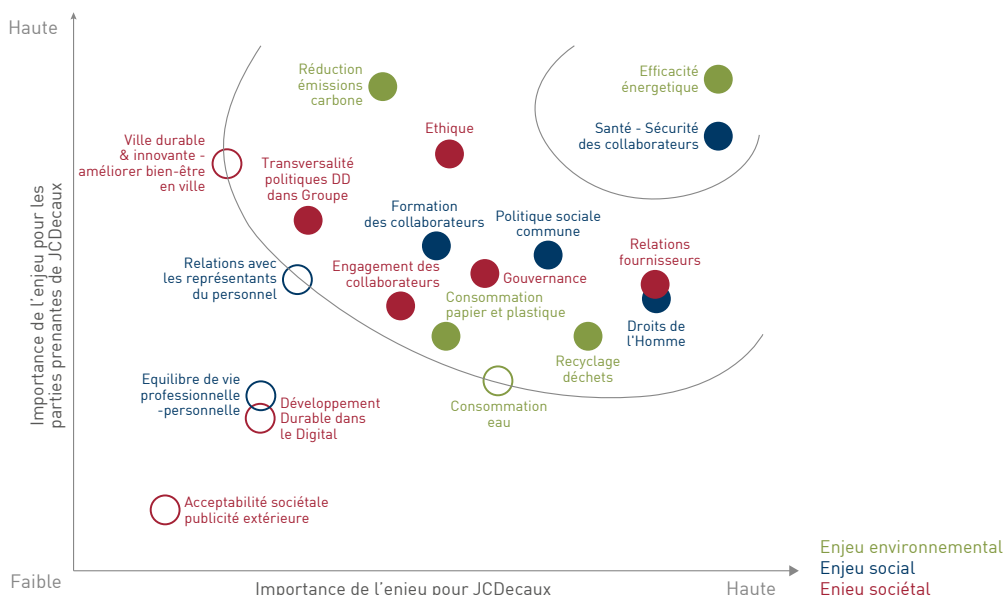 Haute
Réduction
émissions
carbone
Efficacité
énergetique
Ethique
Santé - Sécurité
des collaborateurs
Ville durable
& innovante -
améliorer bien-être
en ville
Transversalité
politiques DD
dans Groupe
Formation
des collaborateurs
Politique sociale
commune
Relations
fournisseurs
Relations avec
les représentants
du personnel
Engagement des
collaborateurs
Gouvernance
Consommation
papier et plastique
Droits de
l'Homme
Recyclage
déchets
Consommation
eau
Equilibre de vie
professionnelle
-personnelle
Développement
Durable dans
le Digital
Acceptabilité sociétale
publicité extérieure
Importance de l'enjeu pour les
parties prenantes de JCDecaux
Faible
Importance de l'enjeu pour JCDecaux
Haute
Enjeu environnemental
Enjeu social
Enjeu sociétal